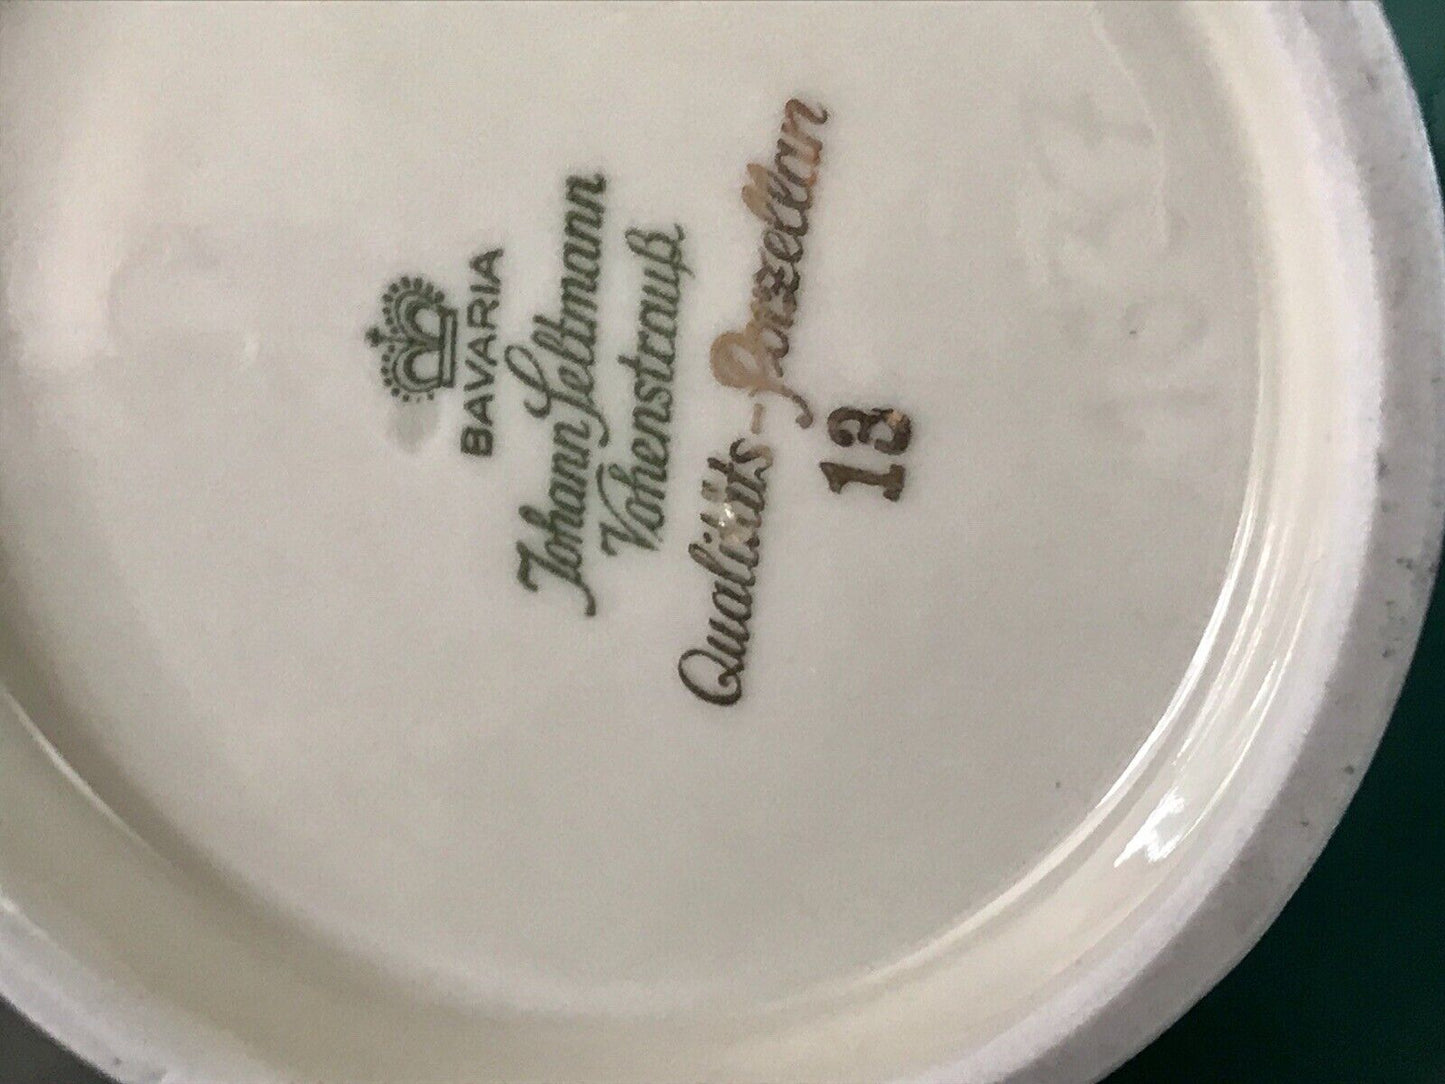 BAVARIA
Johann Seltmann
Vohenstrauß
Qualitäts-Porzellan
13